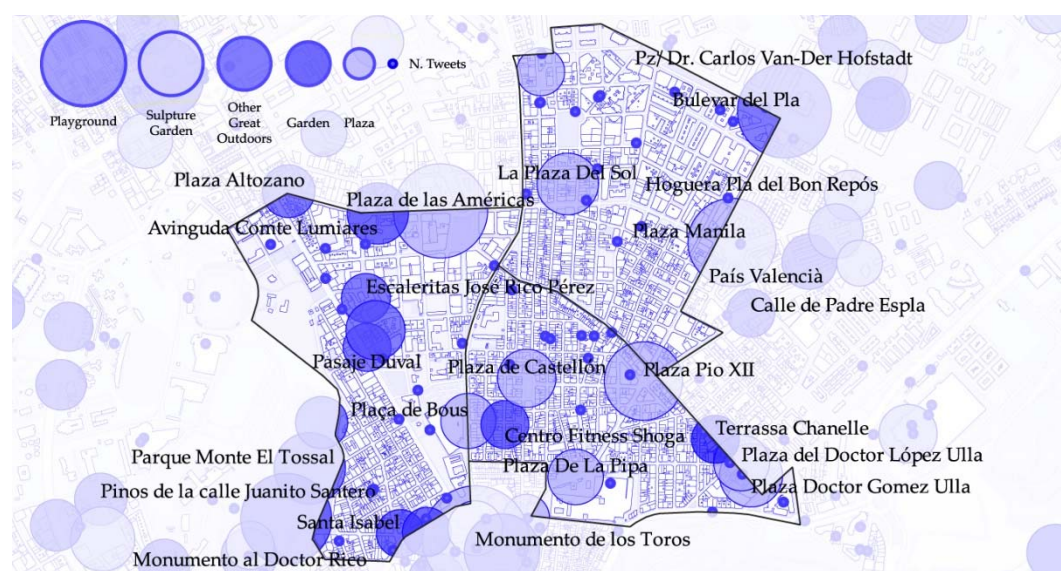 Pz/ Dr. Carlos Van-Der Hofstadt
N. Tweets
Bulevar del Pla
Playground
Sulpture
Garden
Other
Great
Outdoors
Garden
Plaza
Plaza Altozano
La Plaza Del Sol
Hoguera Pla del Bon Repós
Plaza de las Américas
Avinguda Comte Lumiares
Plaza Manila
País Valencià
Escaleritas José Rico Pérez
Calle de Padre Espla
Pasaje Duval
Plaza de Castellón
Plaza Pio XII
Plaça de Bous
Centro Fitness Shoga
Terrassa Chanelle
Parque Monte El Tossal
Plaza De La Pipa
Plaza del Doctor López Ulla
Pinos de la calle Juanito Santero
Plaza Doctor Gomez Ulla
Santa Isabel
Monumento de los Toros
Monumento al Doctor Rico